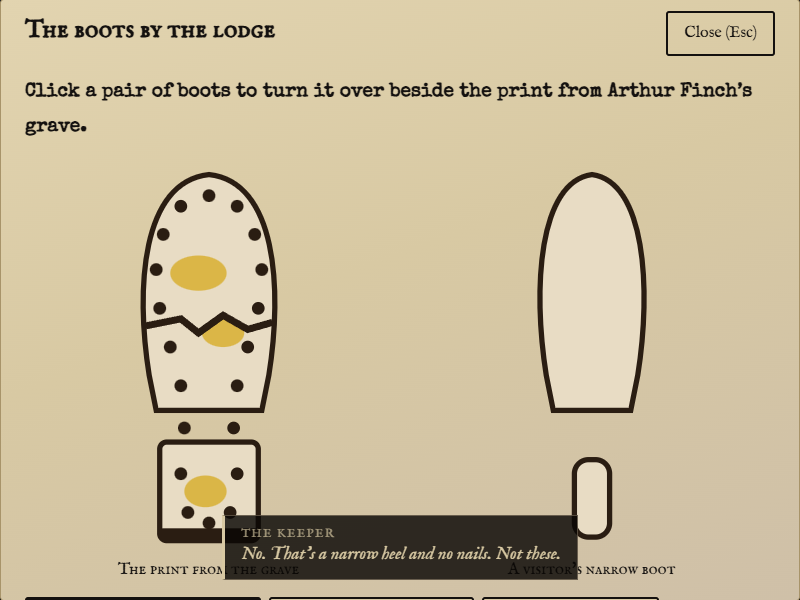 The boots by the lodge
Close (Esc)
Click a pair of boots to turn it over beside the print from Arthur Finch's
grave.
The Keeper
No. That's a narrow heel and no nails. Not these.
The print from the grave
A visitor's narrow boot